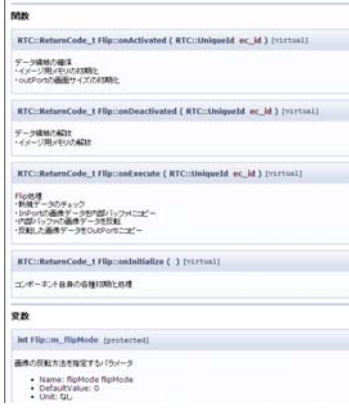 関数
RTC::ReturnCode_t Flip::onActivated ( RTC::UniqueId ec_id ) [virtual]
データ領域の確保
・イメージ用メモリの初期化
・outPortの画面サイズの初期化
RTC::ReturnCode_t Flip::onDeactivated ( RTC::UniqueId ec_id ) [virtual]
データ領域の解放
・イメージ用メモリの解放
RTC::ReturnCode_t Flip::onExecute ( RTC::UniqueId ec_id ) [virtual]
Flip処理
・新規データのチェック
・InPortの画像データを内部バッファにコピー
・内部バッファの画像データを反転
・反転した画像データをOutPortにコピー
RTC::ReturnCode_t Flip::onInitialize ( ) [virtual]
コンポーネント自身の各種初期化処理
変数
int Flip::m_flipMode [protected]
画像の反転方法を指定するパラメータ
• Name: flipMode flipMode
• DefaultValue: 0
• Unit: なし